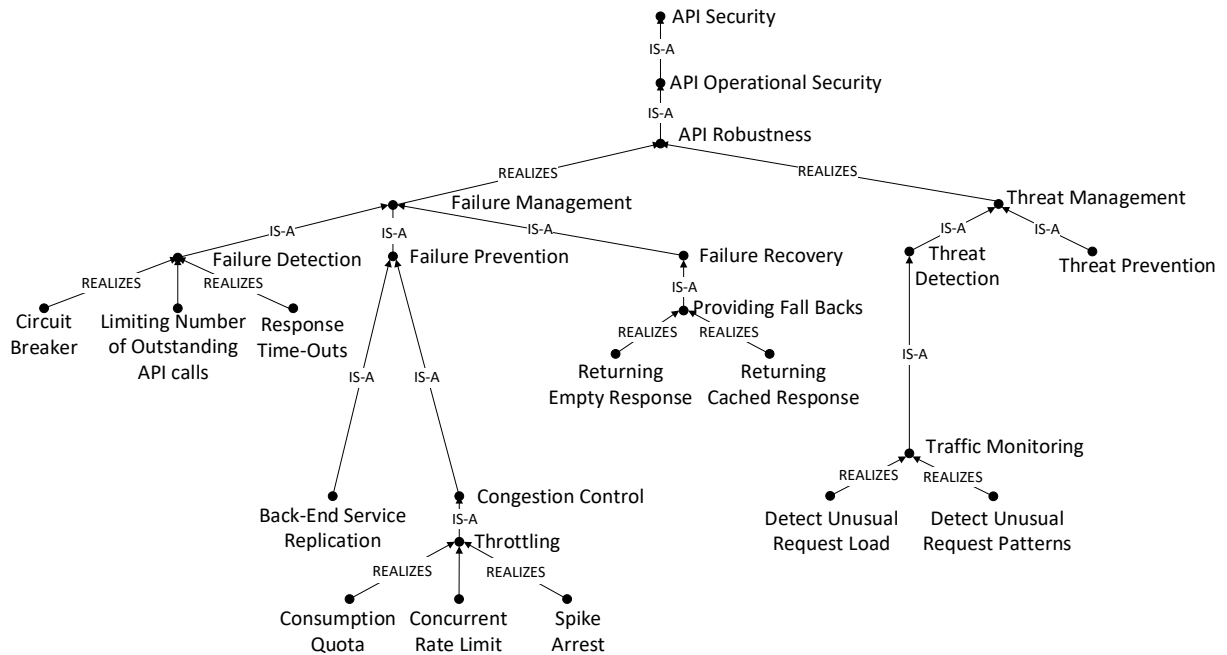 API Security
IS-A
API Operational Security
IS-A
API Robustness
REALIZES
REALIZES
Failure Management
Threat Management
IS-A
IS-A
IS-A
IS-A
IS-A
Failure Detection
Failure Prevention
Failure Recovery
Threat
Detection
Threat Prevention
REALIZES
REALIZES
IS-A
Providing Fall Backs
Circuit
Breaker
Limiting Number
of Outstanding
API calls
Response
Time-Outs
REALIZES
REALIZES
IS-A
IS-A
IS-A
Returning
Empty Response
Returning
Cached Response
Traffic Monitoring
REALIZES
REALIZES
Back-End Service
Replication
Congestion Control
Detect Unusual
Request Load
Detect Unusual
Request Patterns
IS-A
Throttling
REALIZES
REALIZES
Consumption
Quota
Concurrent
Rate Limit
Spike
Arrest